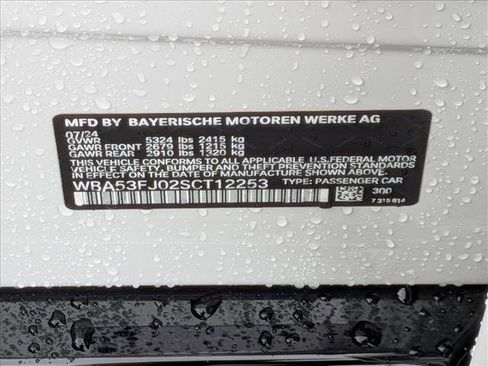 MFD BY BAYERISCHE MOTOREN WERKE AG
07/24
GVWR 5324 lbs 2415 kg
GAWR FRONT 2679 lbs 1215 kg
GAWR REAR 2910 lbs 1320 kg
THIS VEHICLE CONFORMS TO ALL APPLICABLE U.S. FEDERAL MOTOR
VEHICLE SAFETY, BUMPER, AND THEFT PREVENTION STANDARDS
IN EFFECT ON THE DATE OF MANUFACTURE SHOWN ABOVE.
WBA53FJ02SCT12253 TYPE: PASSENGER CAR
300
7 315 814